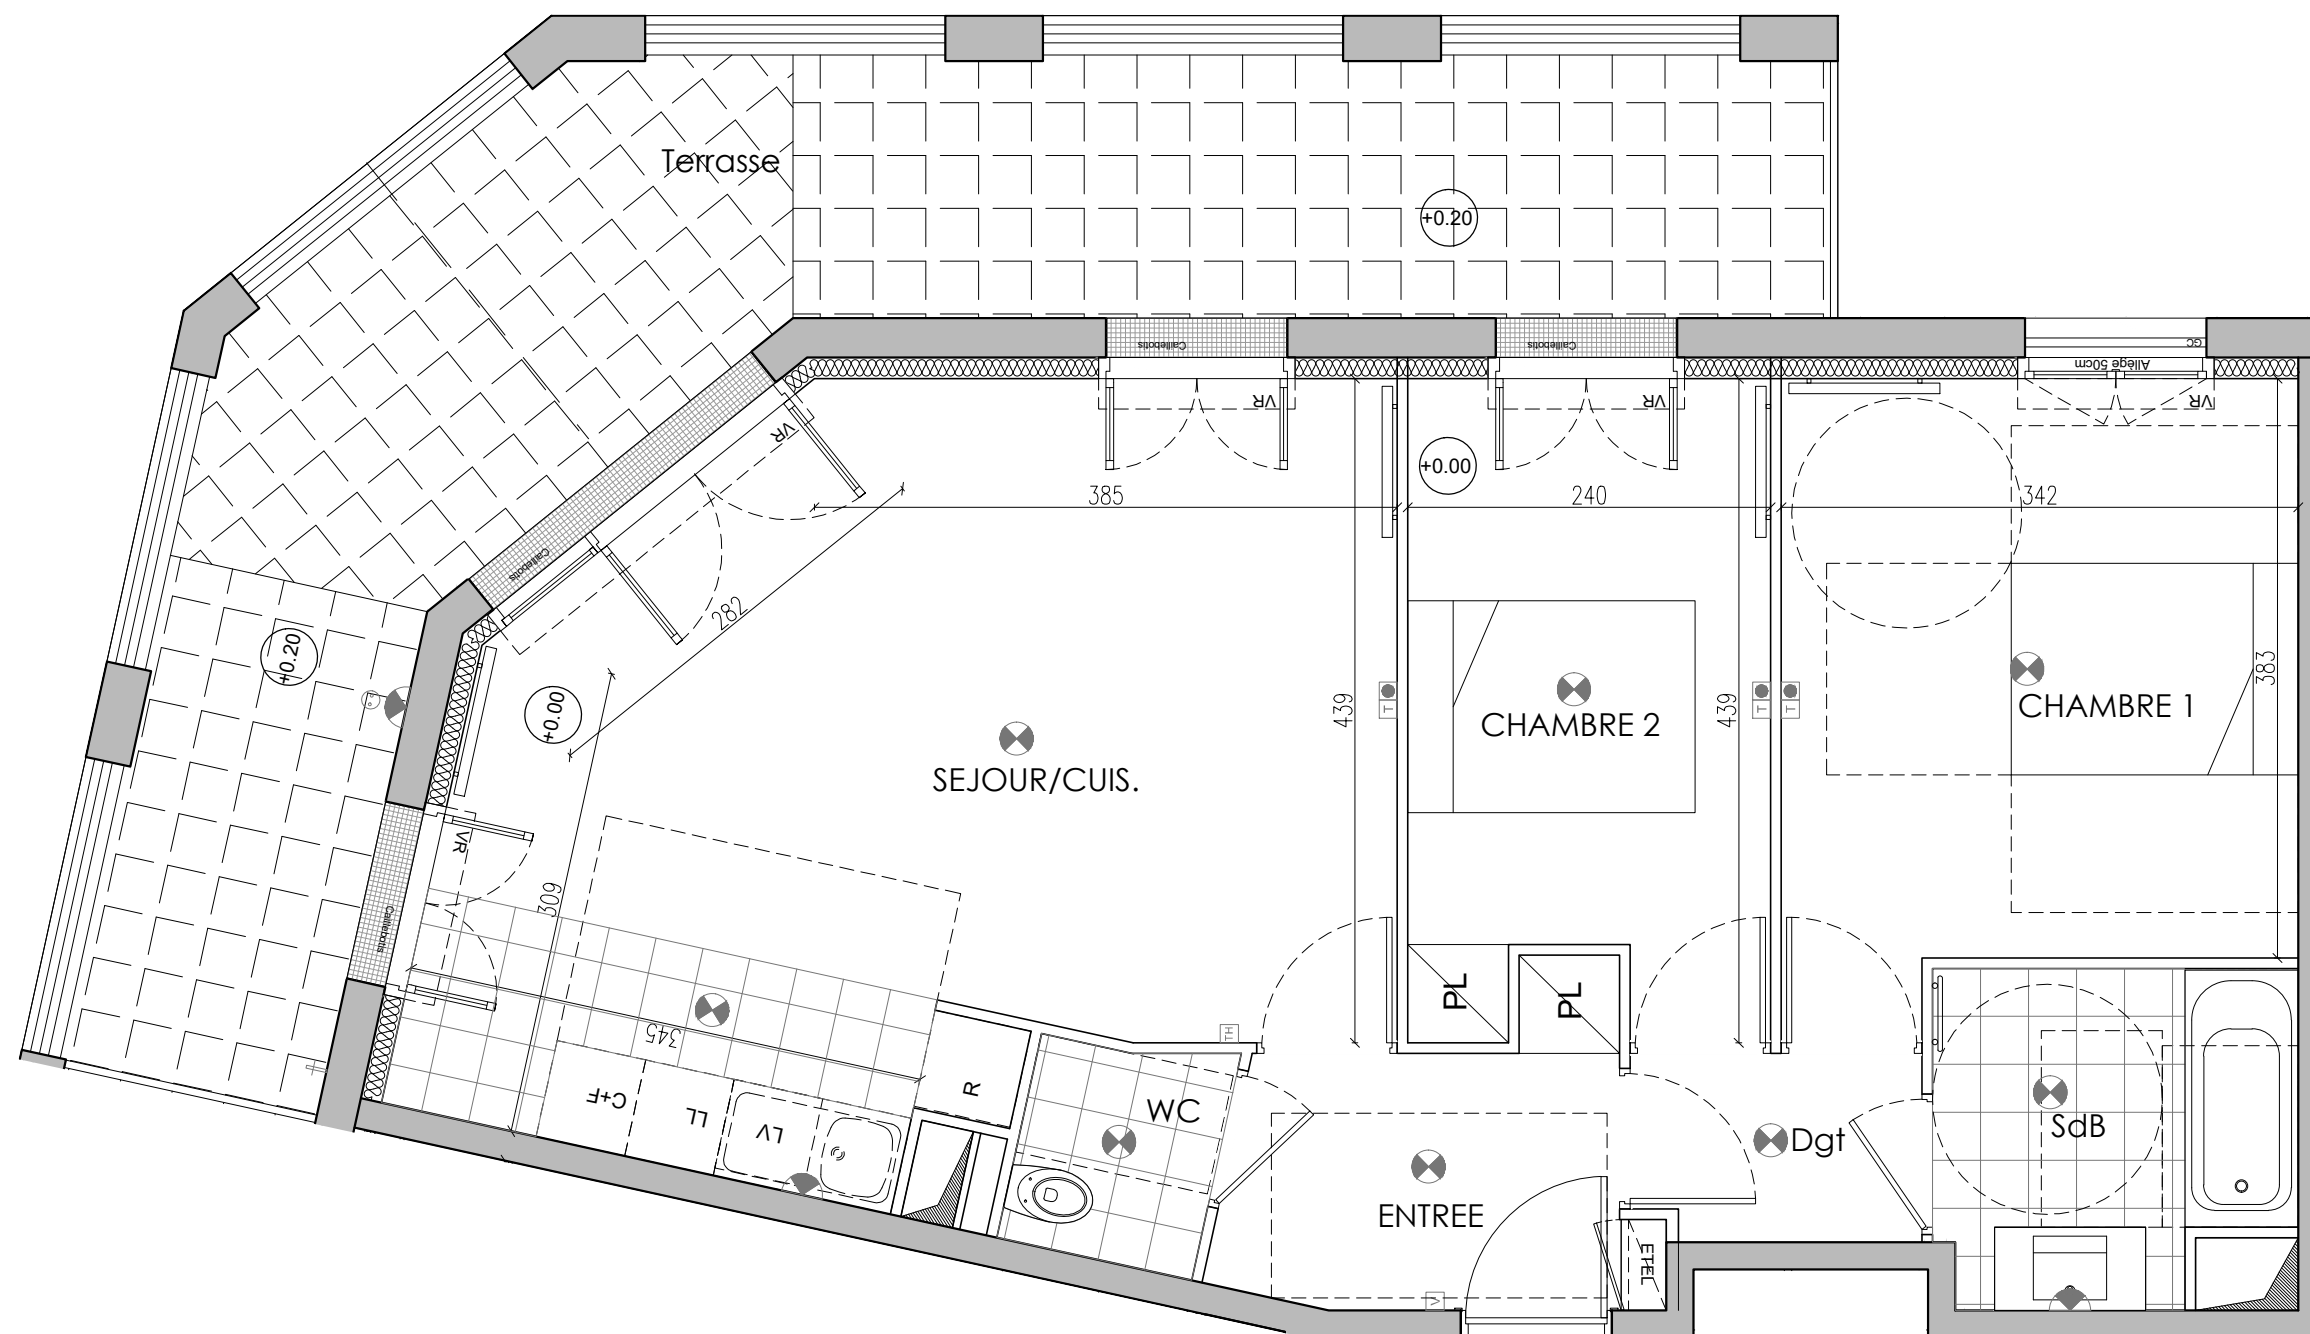 Terrasse
+0.20
Caillebotis
Caillebotis
GC
Allège 50cm
VR
VR
VR
VR
+0.00
385
240
342
Caillebotis
282
+0.20
+0.00
439
T
439
T
T
383
CHAMBRE 2
CHAMBRE 1
SEJOUR/CUIS.
VR
309
Caillebotis
PL
PL
345
TH
R
C+F
LL
LV
WC
Dgt
SdB
ENTREE
ETEL
V